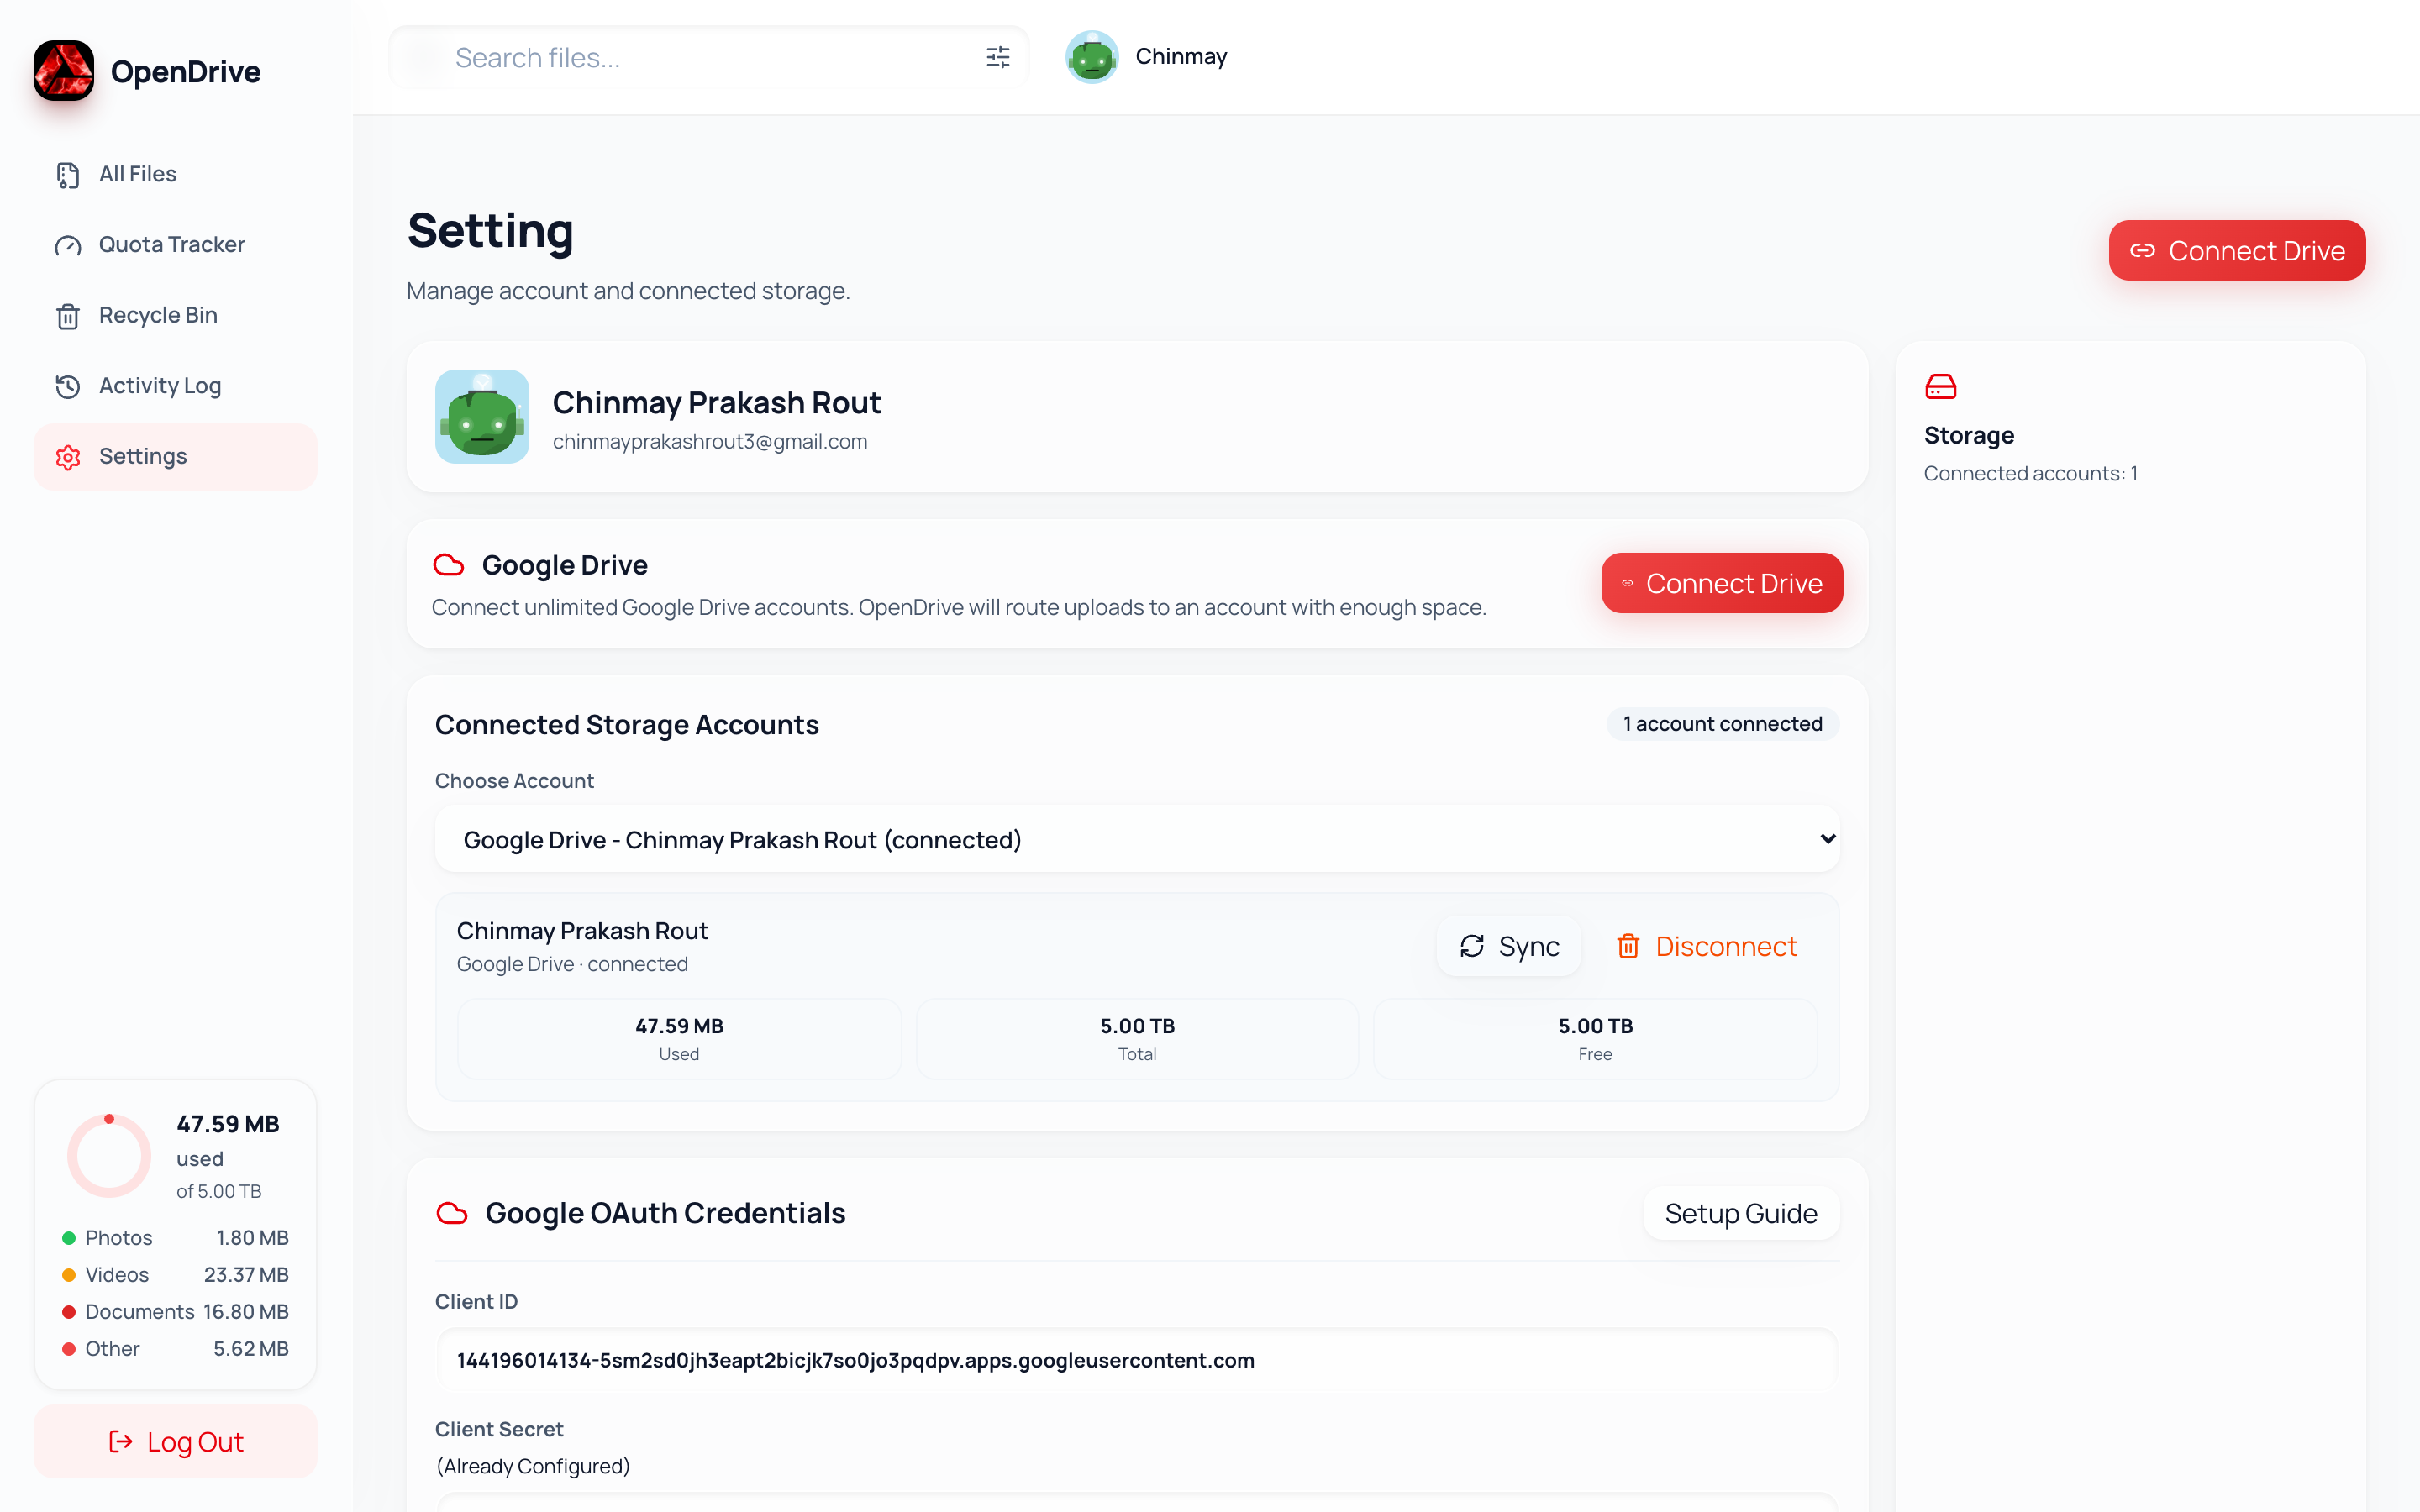 OpenDrive
All Files
Quota Tracker
Recycle Bin
Activity Log
Settings
47.59 MB
used
of 5.00 TB
Photos 1.80 MB
Videos 23.37 MB
Documents 16.80 MB
Other 5.62 MB
Log Out
Search files...
Chinmay
Setting
Manage account and connected storage.
Connect Drive
Chinmay Prakash Rout
chinmayprakashrout3@gmail.com
Google Drive
Connect unlimited Google Drive accounts. OpenDrive will route uploads to an account with enough space.
Connect Drive
Connected Storage Accounts
1 account connected
Choose Account
Google Drive - Chinmay Prakash Rout (connected)
Chinmay Prakash Rout
Google Drive · connected
Sync
Disconnect
47.59 MB
Used
5.00 TB
Total
5.00 TB
Free
Google OAuth Credentials
Setup Guide
Client ID
144196014134-5sm2sd0jh3eapt2bicjk7so0jo3pqdpv.apps.googleusercontent.com
Client Secret
(Already Configured)
Storage
Connected accounts: 1